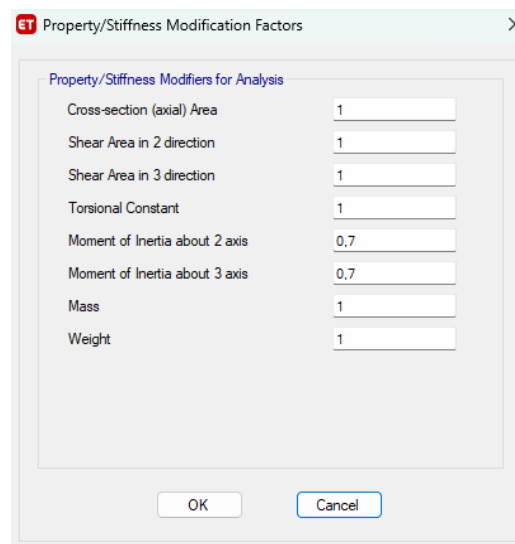 ET Property/Stiffness Modification Factors
Property/Stiffness Modifiers for Analysis
Cross-section (axial) Area 1
Shear Area in 2 direction 1
Shear Area in 3 direction 1
Torsional Constant 1
Moment of Inertia about 2 axis 0,7
Moment of Inertia about 3 axis 0,7
Mass 1
Weight 1
OK Cancel